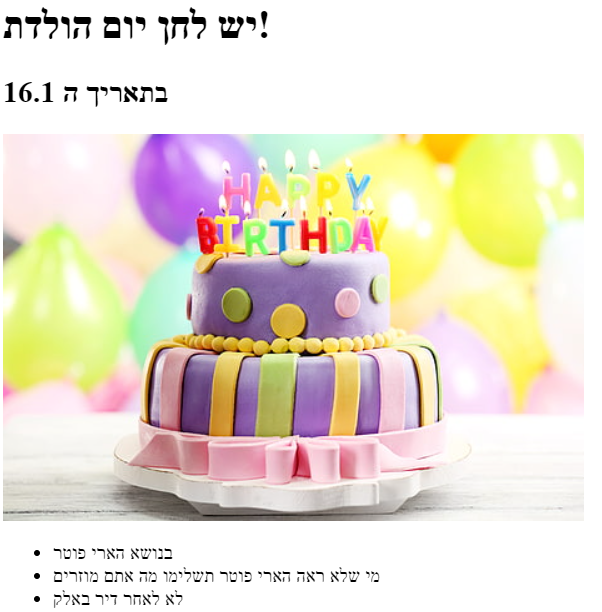 יש לחן יום הולדת!
בתאריך ה 16.1
HAPPY
BIRTHDAY
בנושא הארי פוטר
מי שלא ראה הארי פוטר תשלימו מה אתם מוזרים
לא לאחר דיר באלק